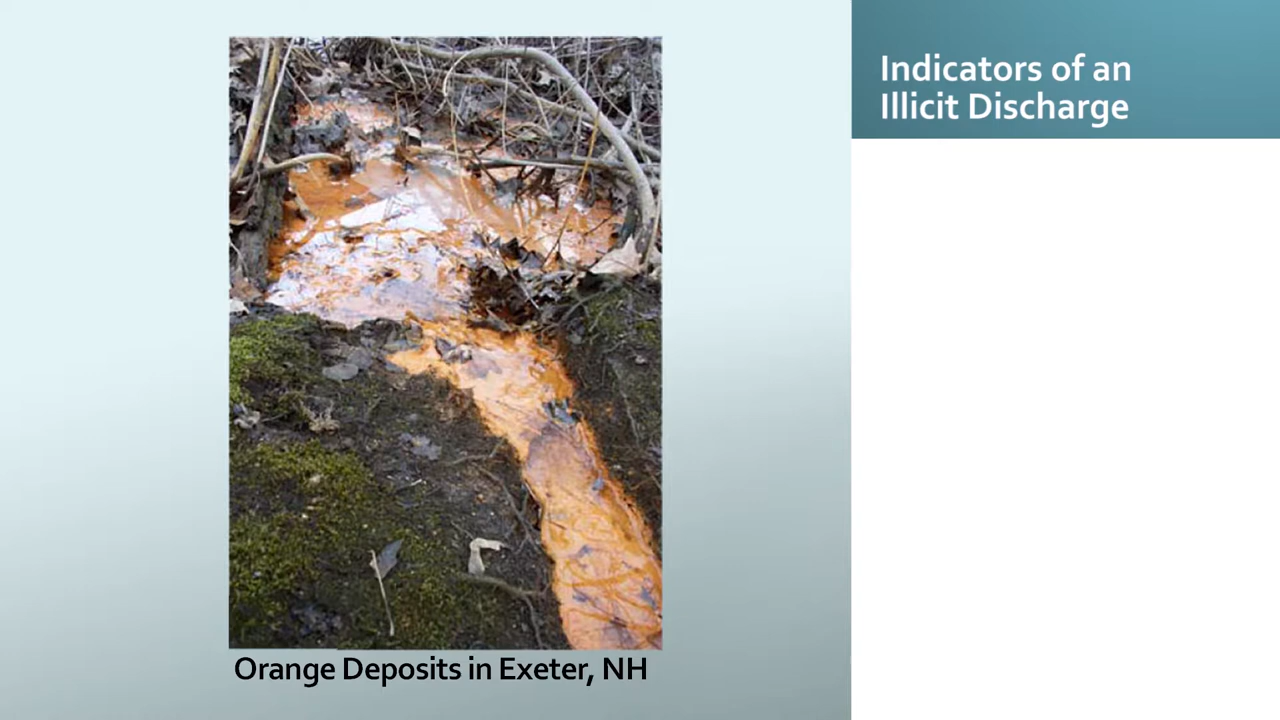 Indicators of an
Illicit Discharge
Orange Deposits in Exeter, NH